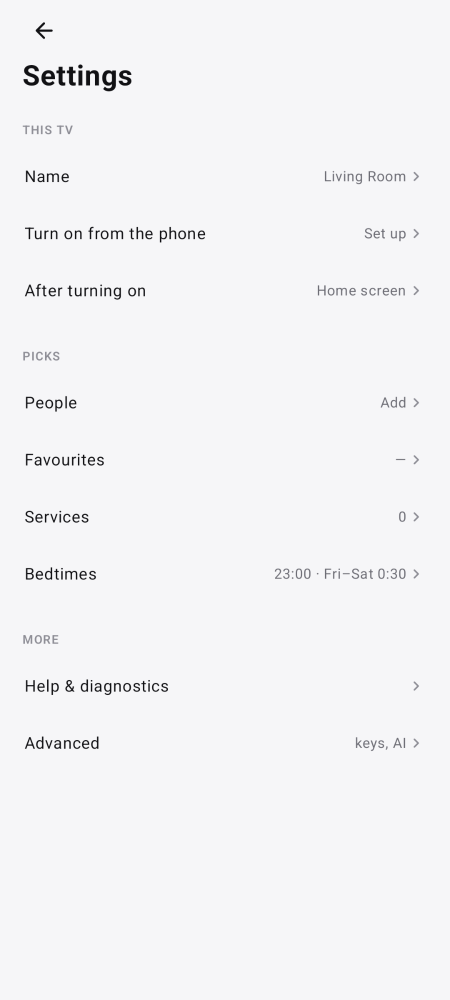 Settings
THIS TV
Name Living Room
Turn on from the phone Set up
After turning on Home screen
PICKS
People Add
Favourites —
Services 0
Bedtimes 23:00 · Fri–Sat 0:30
MORE
Help & diagnostics
Advanced keys, AI